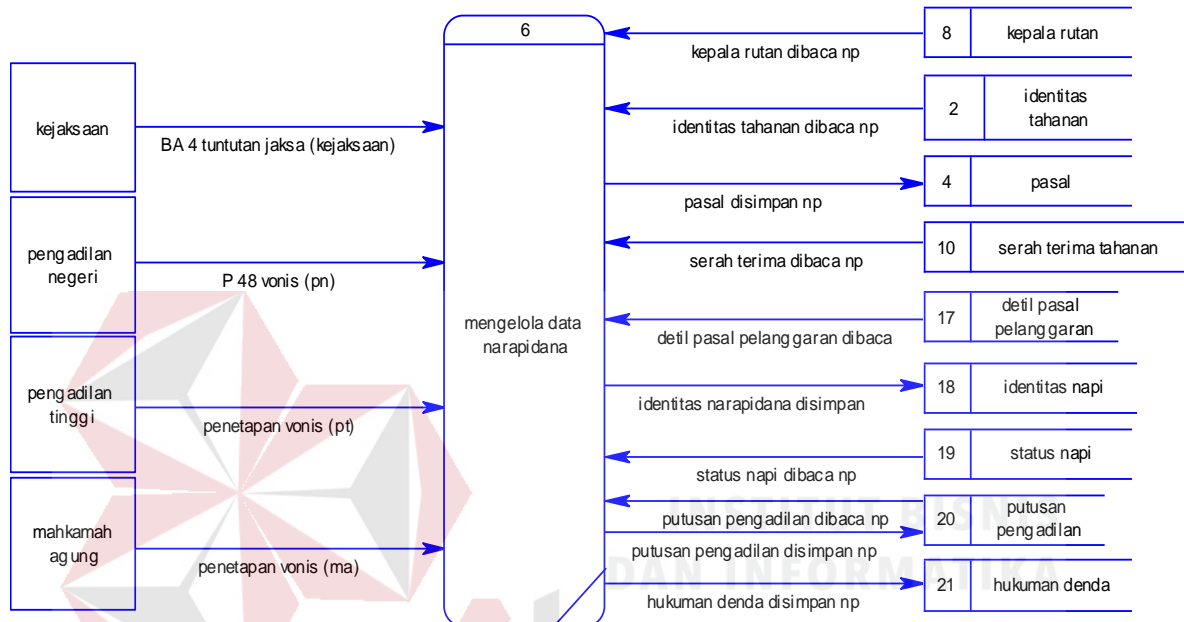 6
8
kepala rutan
kepala rutan dibaca np
kejaksaan
BA 4 tuntutan jaksa (kejaksaan)
2
identitas
tahanan
identitas tahanan dibaca np
4
pasal
pasal disimpan np
pengadilan
negeri
P 48 vonis (pn)
10
serah terima tahanan
serah terima dibaca np
mengelola data
narapidana
17
detil pasal
pelanggaran
detil pasal pelanggaran dibaca
pengadilan
tinggi
penetapan vonis (pt)
18
identitas napi
identitas narapidana disimpan
19
status napi
status napi dibaca np
mahkamah
agung
penetapan vonis (ma)
20
putusan
pengadilan
putusan pengadilan dibaca np
putusan pengadilan disimpan np
21
hukuman denda
hukuman denda disimpan np
INSTITUT BISNIS
DAN INFORMATIKA